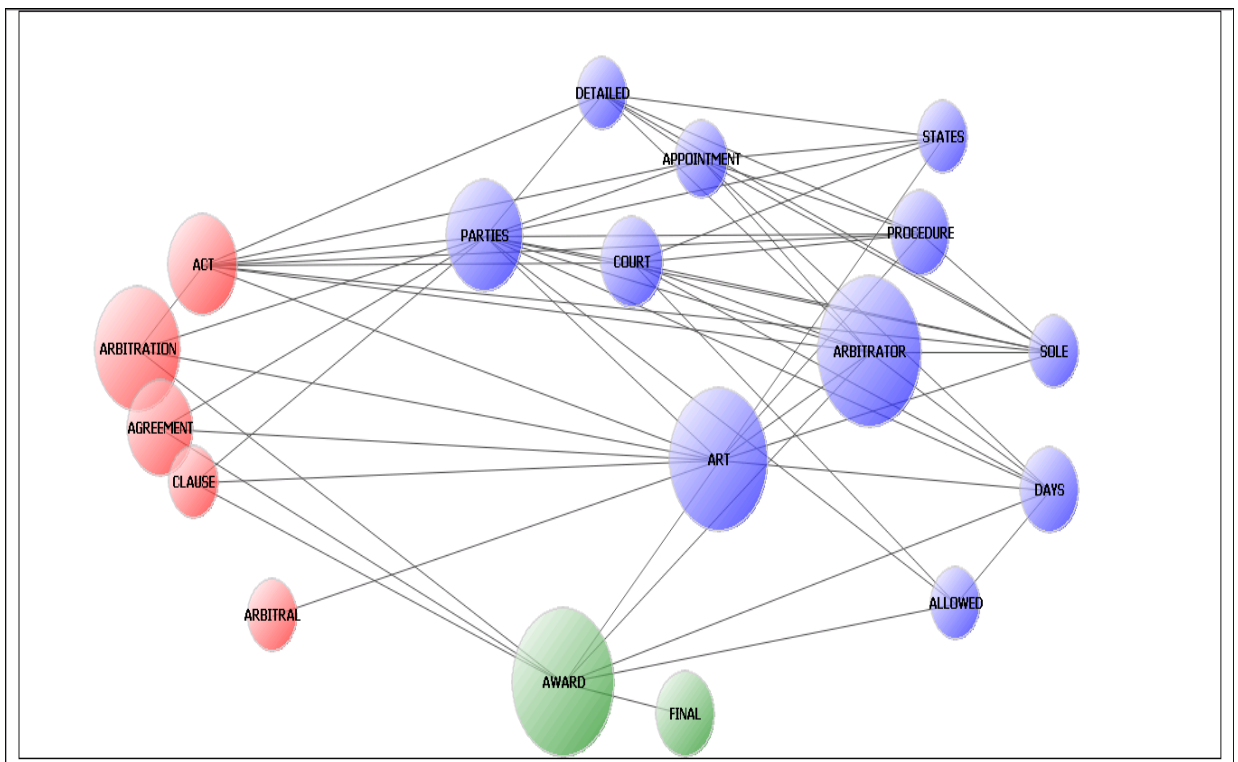 DETAILED
STATES
APPOINTMENT
PROCEDURE
PARTIES
COURT
ACT
ARBITRATION
ARBITRATOR
SOLE
AGREEMENT
ART
CLAUSE
DAYS
ALLOWED
ARBITRAL
AWARD
FINAL